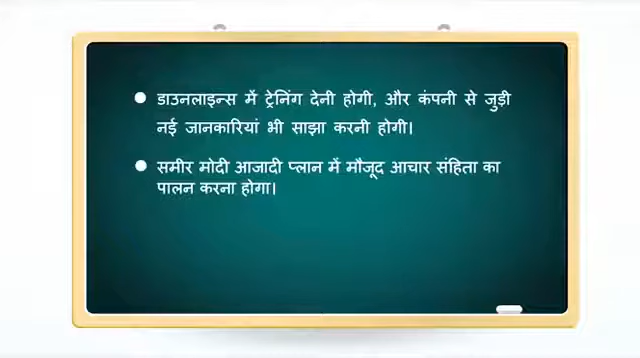 डाउनलाइन्स में ट्रेनिंग देनी होगी, और कंपनी से जुड़ी
नई जानकारियां भी साझा करनी होगी।
समीर मोदी आजादी प्लान में मौजूद आचार संहिता का
पालन करना होगा।